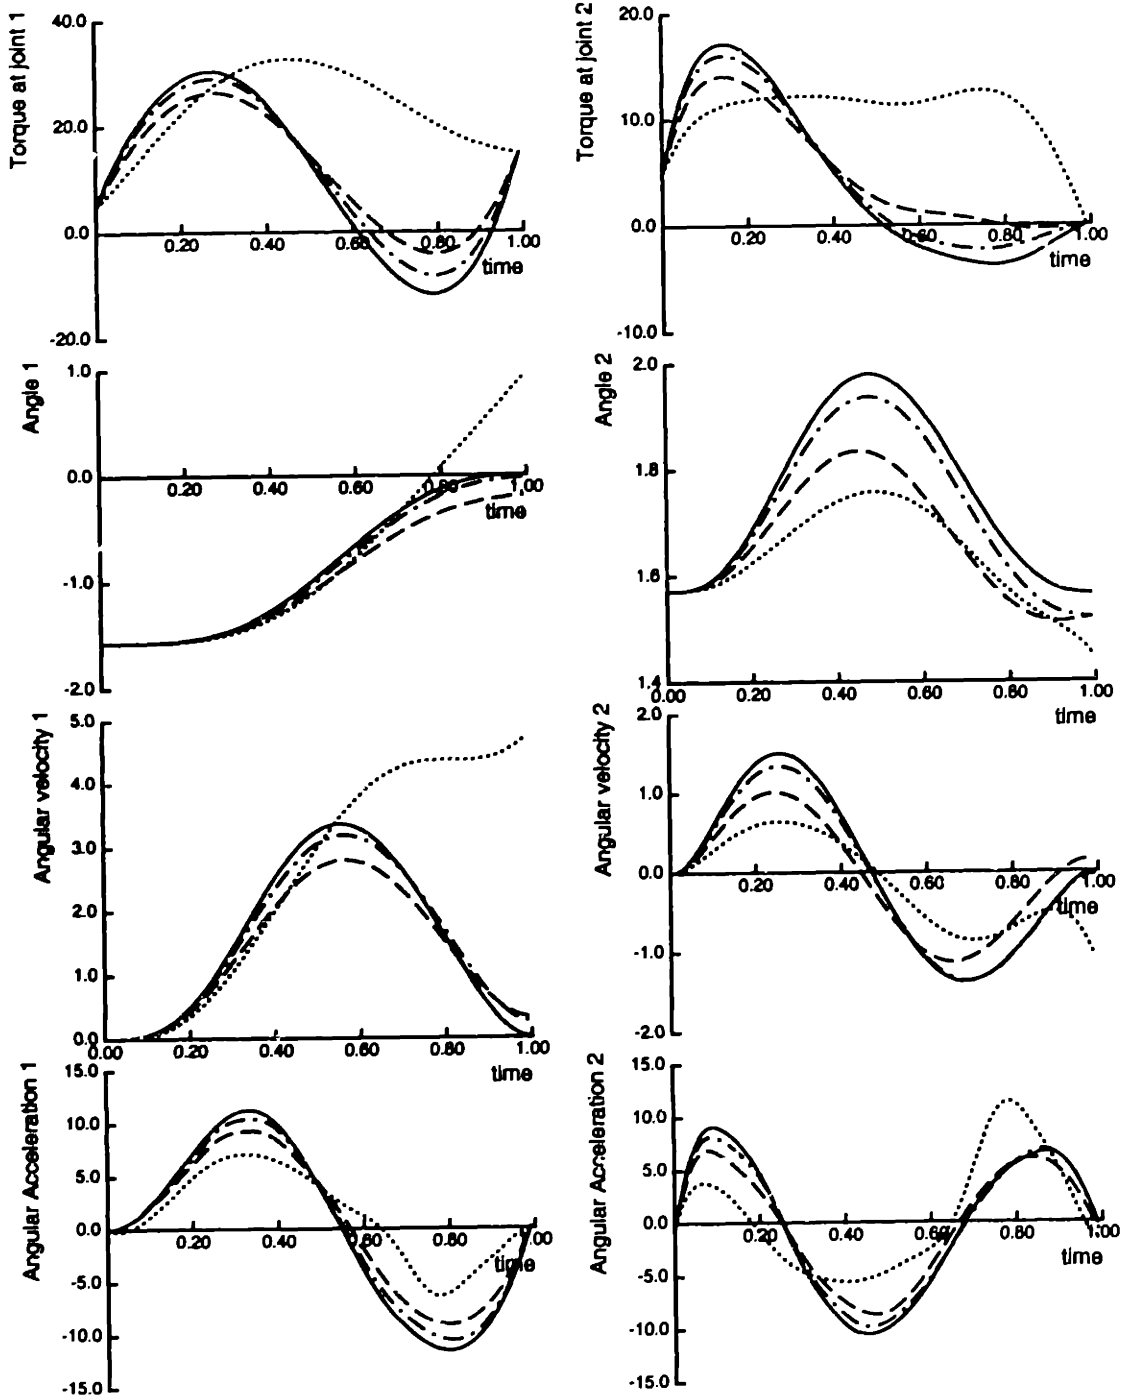 Torque at joint 1
40.0
20.0
0.0
-20.0
0.20 0.40 0.60 0.80 1.00
time
Torque at joint 2
20.0
10.0
0.0
-10.0
0.20 0.40 0.60 0.80 1.00
time
Angle 1
1.0
0.0
-1.0
-2.0
0.20 0.40 0.60 0.80 1.00
time
Angle 2
2.0
1.8
1.6
1.4
0.00 0.20 0.40 0.60 0.80 1.00
time
Angular velocity 1
5.0
4.0
3.0
2.0
1.0
0.0
0.00 0.20 0.40 0.60 0.80 1.00
time
Angular velocity 2
2.0
1.0
0.0
-1.0
-2.0
0.20 0.40 0.60 0.80 1.00
time
Angular Acceleration 1
15.0
10.0
5.0
0.0
-5.0
-10.0
-15.0
0.20 0.40 0.60 0.80 1.00
time
Angular Acceleration 2
15.0
10.0
5.0
0.0
-5.0
-10.0
-15.0
0.20 0.40 0.60 0.80 1.00
time